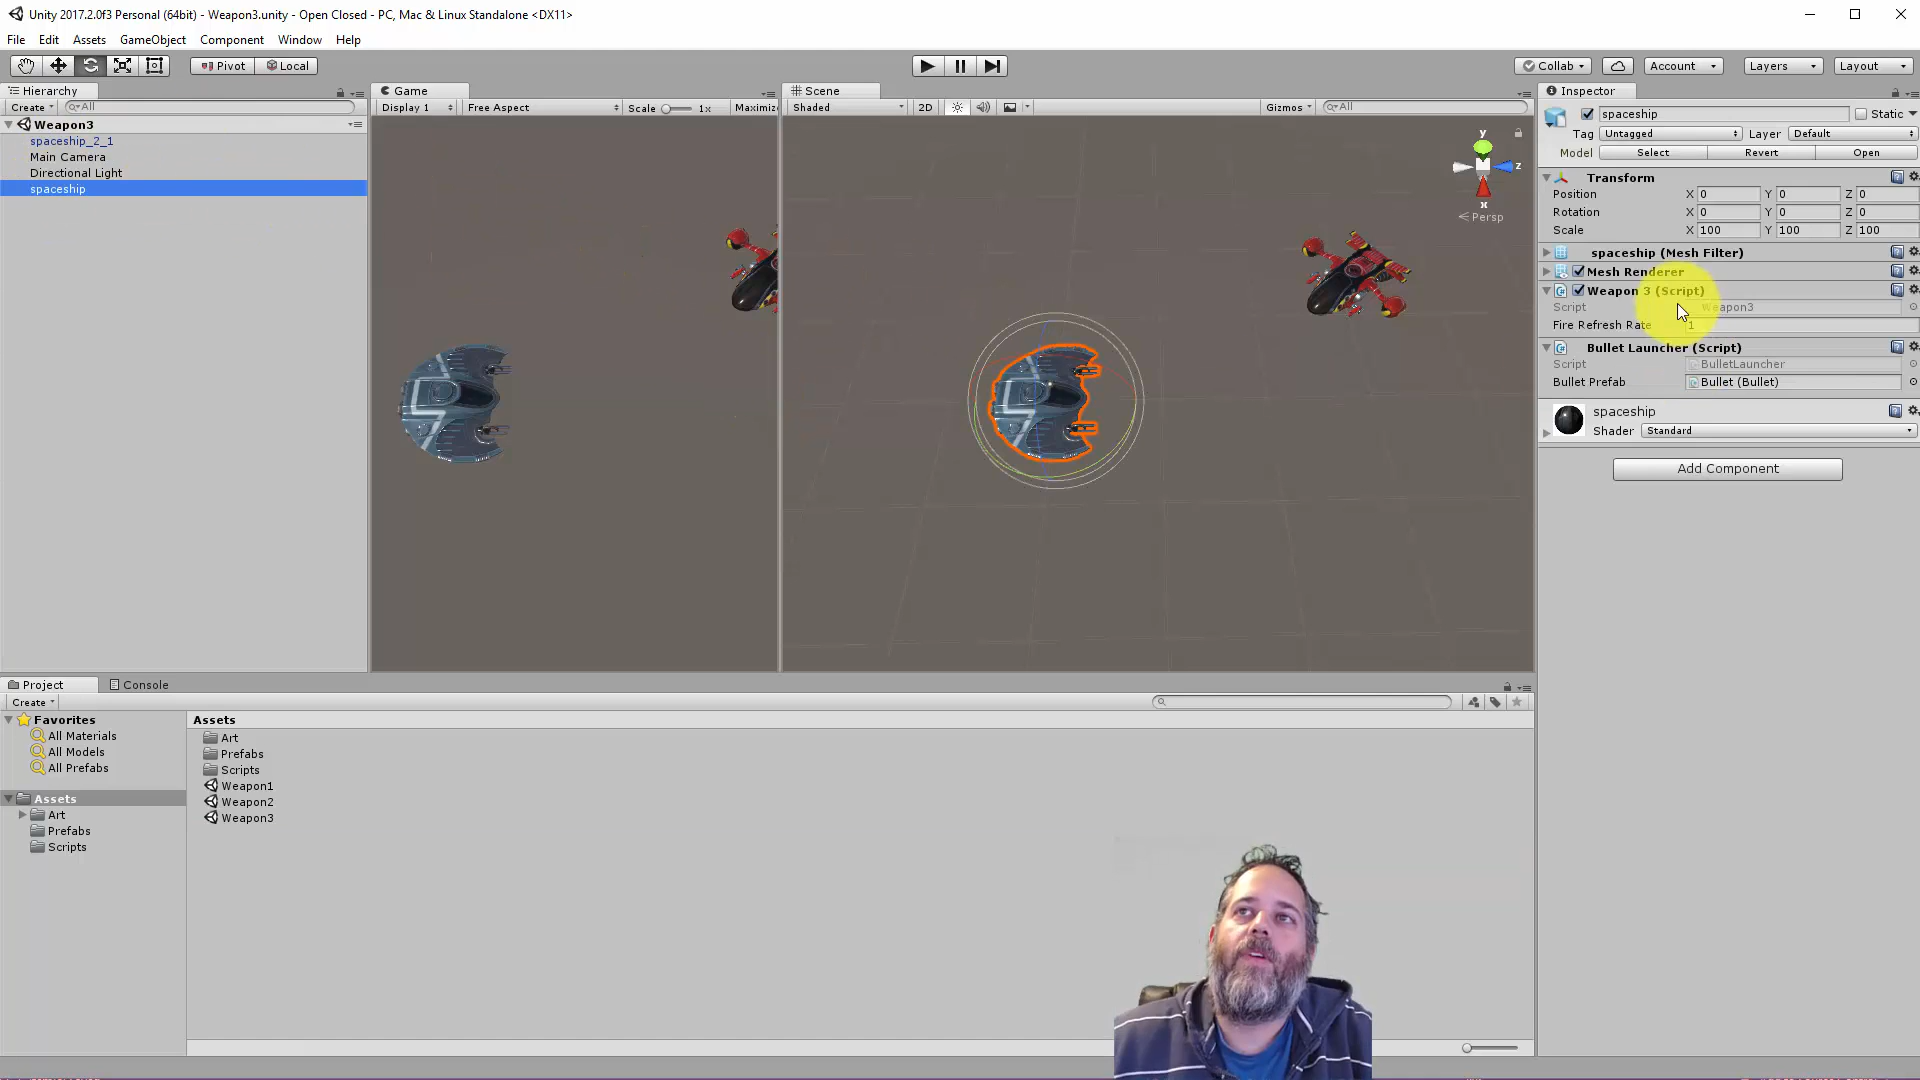 Unity 2017.2.0f3 Personal (64bit) - Weapon3.unity - Open Closed - PC, Mac & Linux Standalone <DX11>
File Edit Assets GameObject Component Window Help
Pivot Local Collab Account Layers Layout
Hierarchy
Create All
Weapon3
spaceship_2_1
Main Camera
Directional Light
spaceship
Game
Display 1 Free Aspect Scale 1x Maximiz
Scene
Shaded 2D Gizmos All
y
z
x
Persp
Inspector
spaceship Static
Tag Untagged Layer Default
Model Select Revert Open
Transform
Position X 0 Y 0 Z 0
Rotation X 0 Y 0 Z 0
Scale X 100 Y 100 Z 100
spaceship (Mesh Filter)
Mesh Renderer
Weapon 3 (Script)
Script Weapon3
Fire Refresh Rate 1
Bullet Launcher (Script)
Script BulletLauncher
Bullet Prefab Bullet (Bullet)
spaceship
Shader Standard
Add Component
Project Console
Create
Favorites
All Materials
All Models
All Prefabs
Assets
Art
Prefabs
Scripts
Assets
Art
Prefabs
Scripts
Weapon1
Weapon2
Weapon3